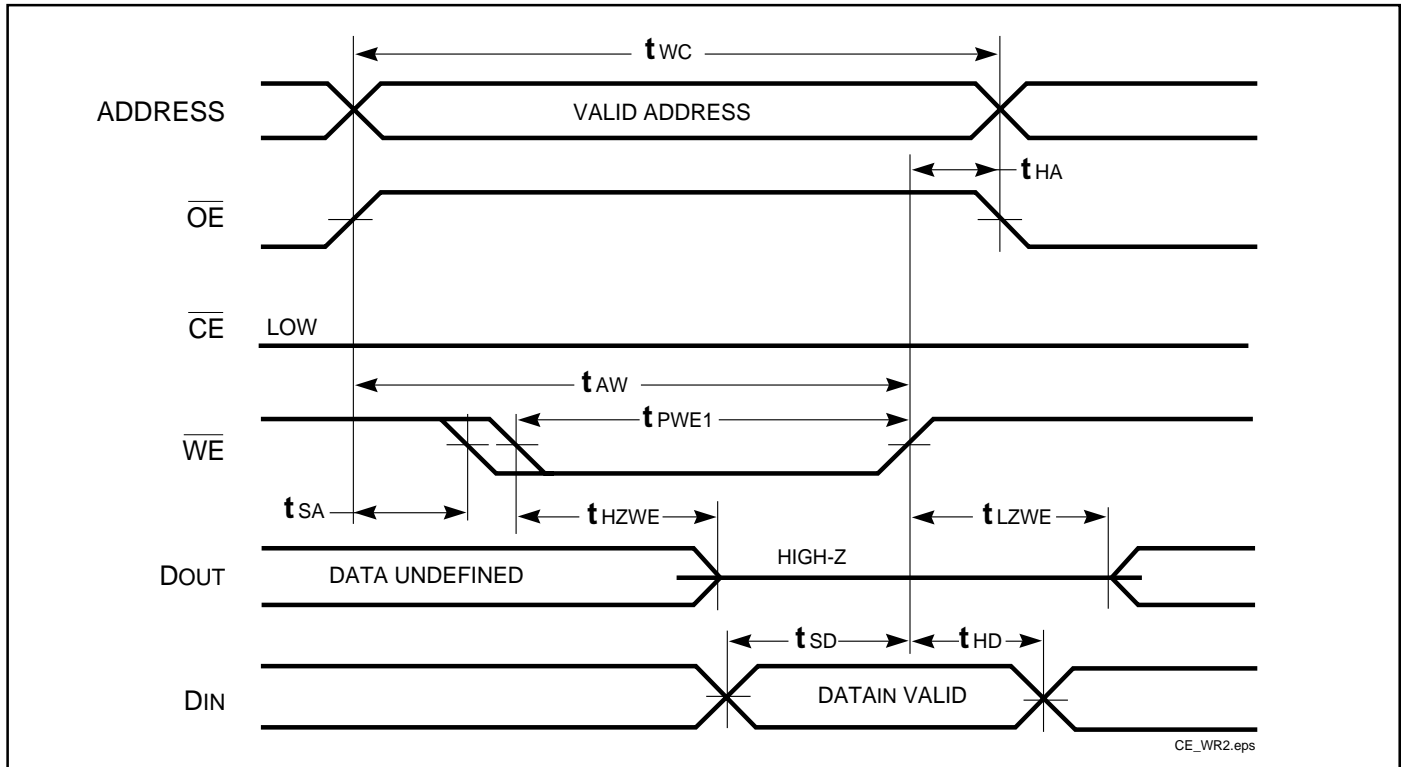 tWC
ADDRESS
VALID ADDRESS
tHA
OE
CE
LOW
tAW
tPWE1
WE
tSA
tHZWE
tLZWE
DOUT
DATA UNDEFINED
HIGH-Z
tSD
tHD
DIN
DATAIN VALID
CE_WR2.eps